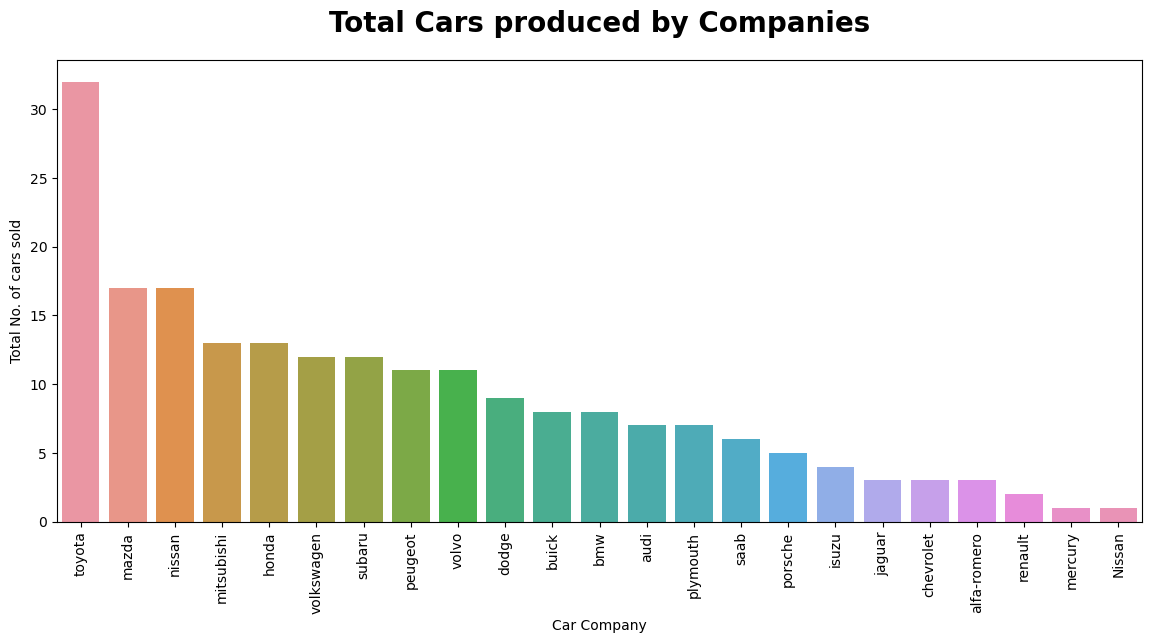 Total Cars produced by Companies
Total No. of cars sold
30
25
20
15
10
5
0
toyota
mazda
nissan
mitsubishi
honda
volkswagen
subaru
peugeot
volvo
dodge
buick
bmw
audi
plymouth
saab
porsche
isuzu
jaguar
chevrolet
alfa-romero
renault
mercury
Nissan
Car Company